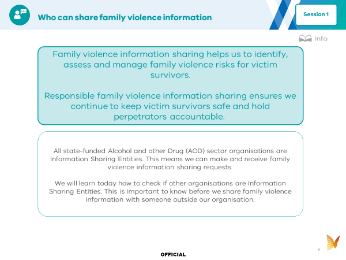 Who can share family violence information
Session 1
Info
Family violence information sharing helps us to identify,
assess and manage family violence risks for victim
survivors.
Responsible family violence information sharing ensures we
continue to keep victim survivors safe and hold
perpetrators accountable.
All state-funded Alcohol and other Drug (AOD) sector organisations are
Information Sharing Entities. This means we can make and receive family
violence information sharing requests.
We will learn today how to check if other organisations are Information
Sharing Entities. This is important to know before we share family violence
information with someone outside our organisation.
OFFICIAL